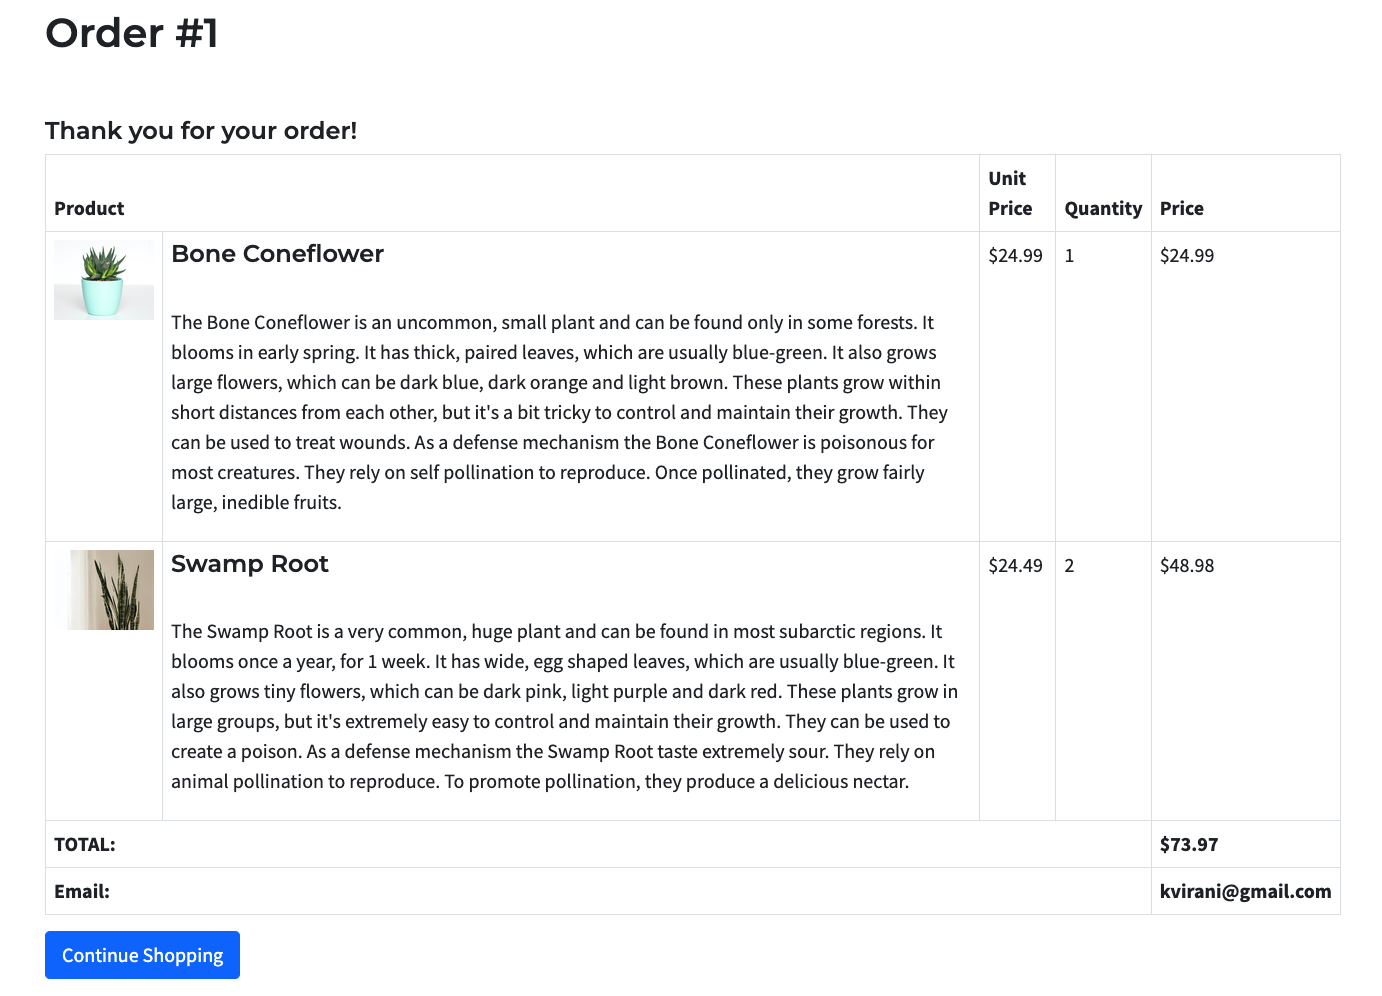 Order #1
Thank you for your order!
Product
Unit
Price
Quantity
Price
Bone Coneflower
$24.99
1
$24.99
The Bone Coneflower is an uncommon, small plant and can be found only in some forests. It
blooms in early spring. It has thick, paired leaves, which are usually blue-green. It also grows
large flowers, which can be dark blue, dark orange and light brown. These plants grow within
short distances from each other, but it's a bit tricky to control and maintain their growth. They
can be used to treat wounds. As a defense mechanism the Bone Coneflower is poisonous for
most creatures. They rely on self pollination to reproduce. Once pollinated, they grow fairly
large, inedible fruits.
Swamp Root
$24.49
2
$48.98
The Swamp Root is a very common, huge plant and can be found in most subarctic regions. It
blooms once a year, for 1 week. It has wide, egg shaped leaves, which are usually blue-green. It
also grows tiny flowers, which can be dark pink, light purple and dark red. These plants grow in
large groups, but it's extremely easy to control and maintain their growth. They can be used to
create a poison. As a defense mechanism the Swamp Root taste extremely sour. They rely on
animal pollination to reproduce. To promote pollination, they produce a delicious nectar.
TOTAL:
$73.97
Email:
kvirani@gmail.com
Continue Shopping